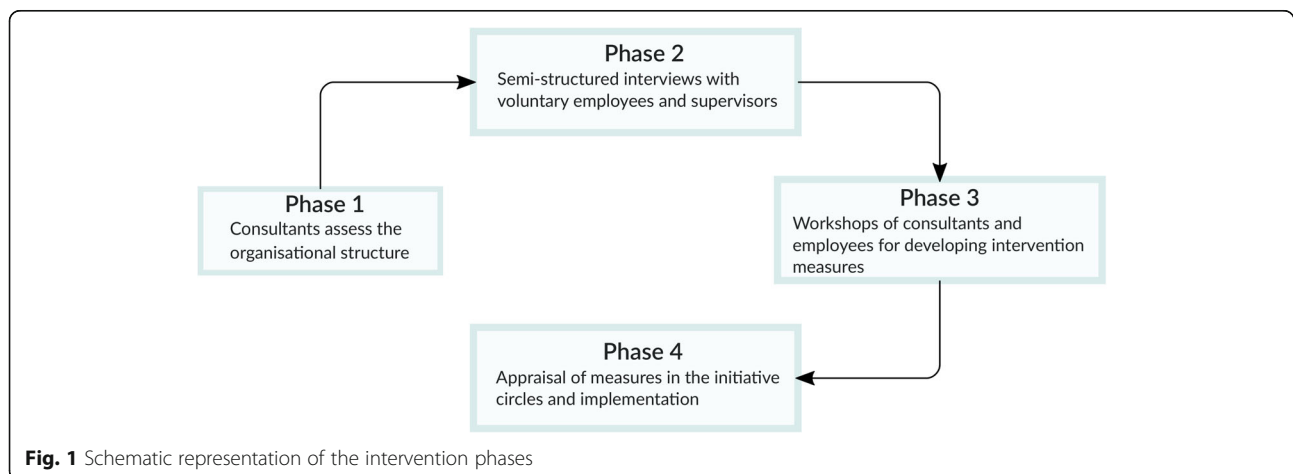 Phase 1
Consultants assess the
organisational structure
Phase 2
Semi-structured interviews with
voluntary employees and supervisors
Phase 3
Workshops of consultants and
employees for developing intervention
measures
Phase 4
Appraisal of measures in the initiative
circles and implementation
Fig. 1 Schematic representation of the intervention phases